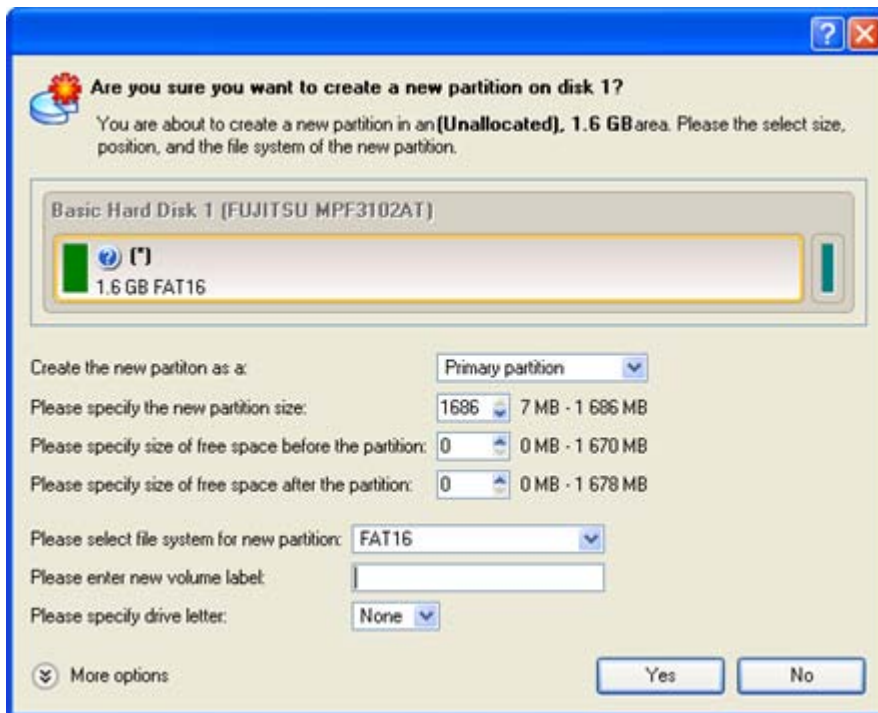 Are you sure you want to create a new partition on disk 1?
You are about to create a new partition in an (Unallocated), 1.6 GB area. Please the select size,
position, and the file system of the new partition.
Basic Hard Disk 1 (FUJITSU MPF3102AT)
(*)
1.6 GB FAT16
Create the new partiton as a: Primary partition
Please specify the new partition size: 1686 7 MB - 1 686 MB
Please specify size of free space before the partition: 0 0 MB - 1 670 MB
Please specify size of free space after the partition: 0 0 MB - 1 678 MB
Please select file system for new partition: FAT16
Please enter new volume label:
Please specify drive letter: None
More options Yes No